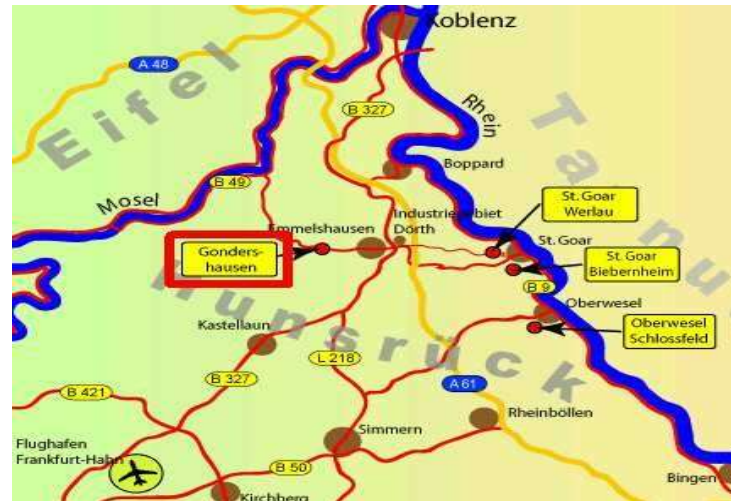 Koblenz
A 48
Eifel
Rhein
B 327
Taunu
Boppard
B 49
Mosel
St. Goar
Werlau
Industriegebiet
Dörth
Emmelshausen
St. Goar
Gonders-
hausen
St. Goar
Biebernheim
B 9
Hunsrück
Oberwesel
Kastellaun
Oberwesel
Schlossfeld
L 218
B 327
A 61
B 421
Rheinböllen
Simmern
Flughafen
Frankfurt-Hahn
B 50
Bingen
Kirchberg